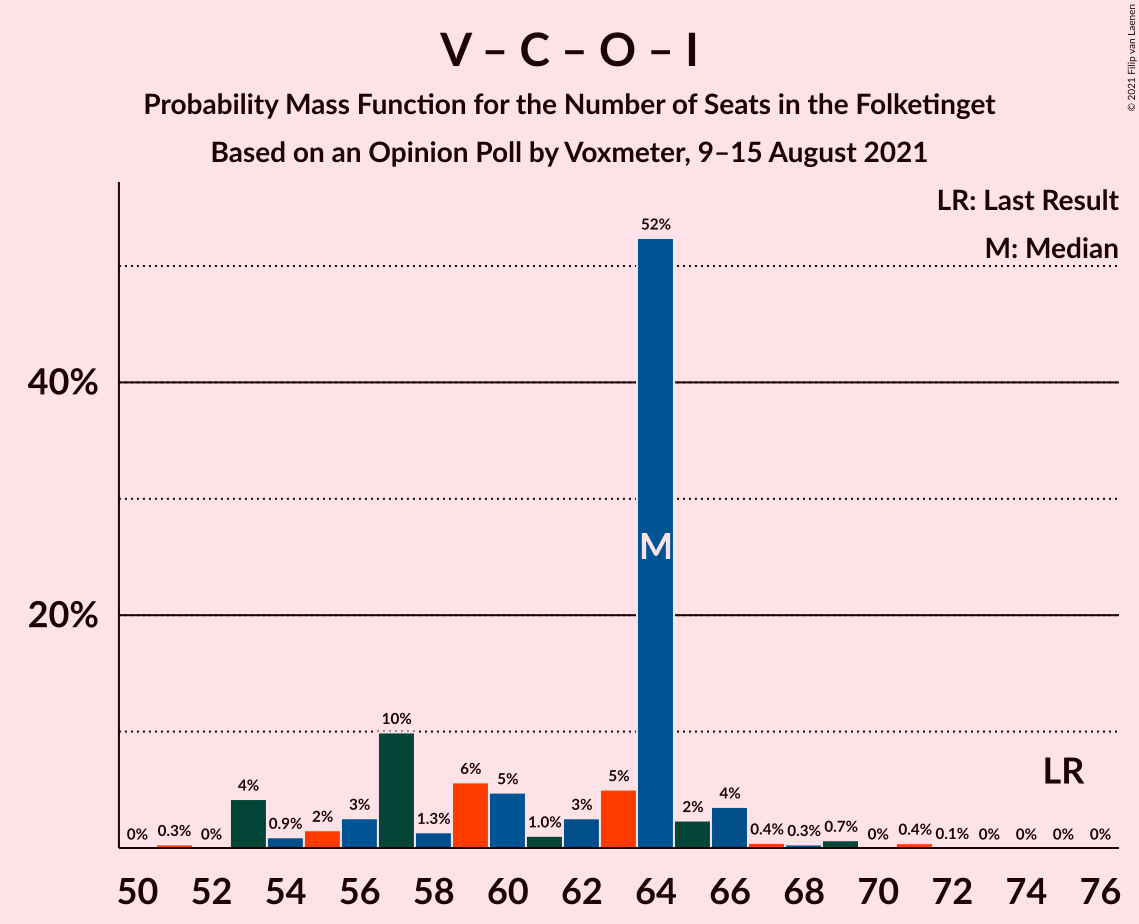 V – C – O – I
Probability Mass Function for the Number of Seats in the Folketinget
Based on an Opinion Poll by Voxmeter, 9–15 August 2021
© 2021 Filip van Laenen
LR: Last Result
M: Median
40%
20%
0% 0.3% 0% 4% 0.9% 2% 3% 10% 1.3% 6% 5% 1.0% 3% 5% 52% 2% 4% 0.4% 0.3% 0.7% 0% 0.4% 0.1% 0% 0% 0% 0%
M
LR
50 52 54 56 58 60 62 64 66 68 70 72 74 76